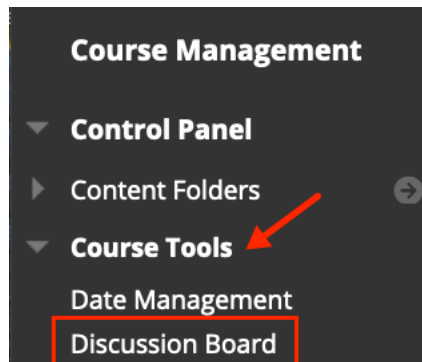 Course Management
Control Panel
Content Folders
Course Tools
Date Management
Discussion Board